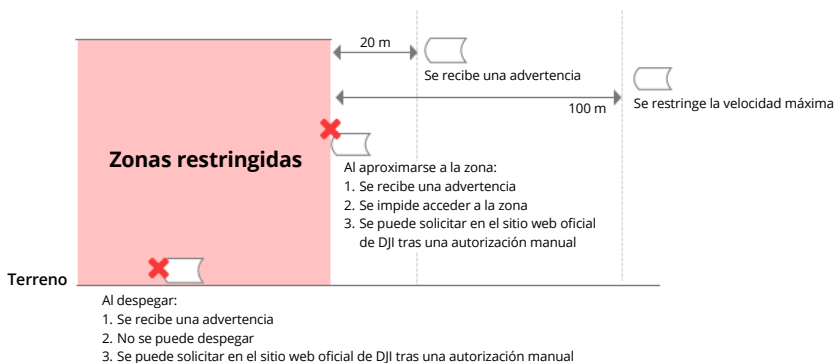 20 m
Se recibe una advertencia
100 m
Se restringe la velocidad máxima
Zonas restringidas
Al aproximarse a la zona:
1. Se recibe una advertencia
2. Se impide acceder a la zona
3. Se puede solicitar en el sitio web oficial
de DJI tras una autorización manual
Terreno
Al despegar:
1. Se recibe una advertencia
2. No se puede despegar
3. Se puede solicitar en el sitio web oficial de DJI tras una autorización manual